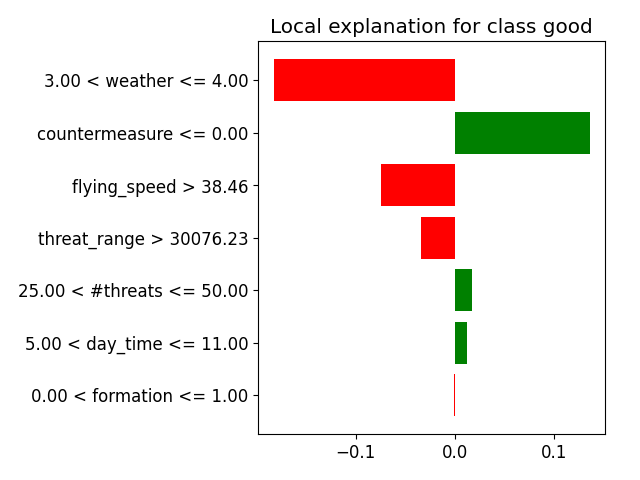 Local explanation for class good
3.00 < weather <= 4.00
countermeasure <= 0.00
flying_speed > 38.46
threat_range > 30076.23
25.00 < #threats <= 50.00
5.00 < day_time <= 11.00
0.00 < formation <= 1.00
−0.1 0.0 0.1